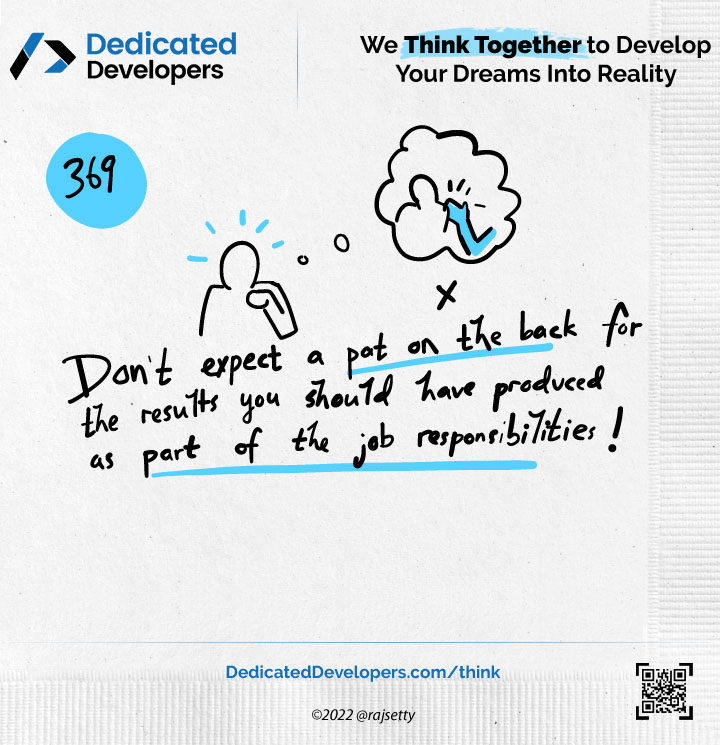 Dedicated
Developers
We Think Together to Develop
Your Dreams Into Reality
369
x
Don't expect a pat on the back for
the results you should have produced
as part of the job responsibilities!
DedicatedDevelopers.com/think
©2022 @rajsetty